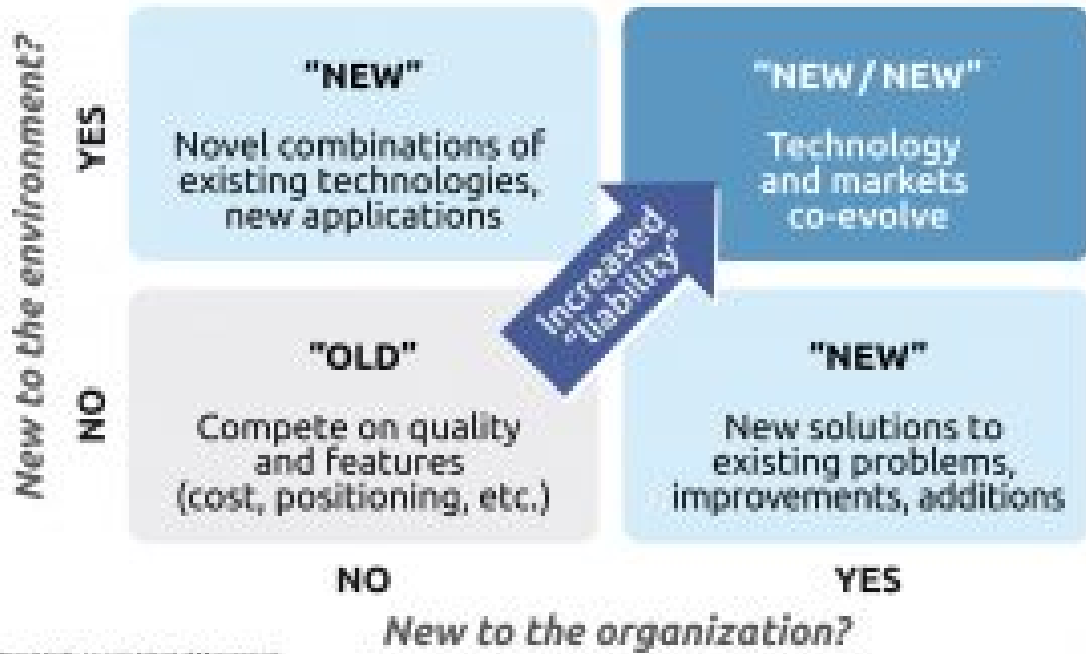 New to the environment?
YES
"NEW"
Novel combinations of
existing technologies,
new applications
"NEW / NEW"
Technology
and markets
co-evolve
Increased
"liability"
NO
"OLD"
Compete on quality
and features
(cost, positioning, etc.)
"NEW"
New solutions to
existing problems,
improvements, additions
NO
YES
New to the organization?